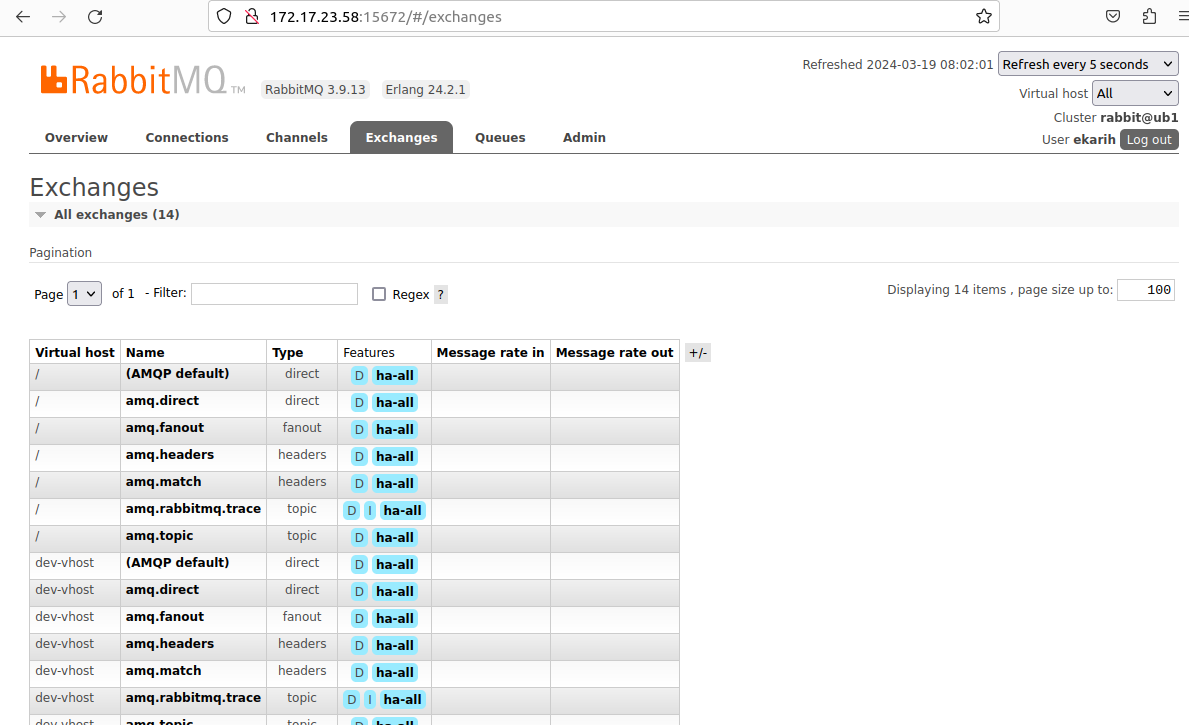 172.17.23.58:15672/#/exchanges
RabbitMQ TM RabbitMQ 3.9.13 Erlang 24.2.1
Refreshed 2024-03-19 08:02:01 Refresh every 5 seconds
Virtual host All
Cluster rabbit@ub1
User ekarih Log out
Overview Connections Channels Exchanges Queues Admin
Exchanges
All exchanges (14)
Pagination
Page 1 of 1 - Filter: Regex ? Displaying 14 items , page size up to: 100
Virtual host Name Type Features Message rate in Message rate out +/-
/ (AMQP default) direct D ha-all
/ amq.direct direct D ha-all
/ amq.fanout fanout D ha-all
/ amq.headers headers D ha-all
/ amq.match headers D ha-all
/ amq.rabbitmq.trace topic D I ha-all
/ amq.topic topic D ha-all
dev-vhost (AMQP default) direct D ha-all
dev-vhost amq.direct direct D ha-all
dev-vhost amq.fanout fanout D ha-all
dev-vhost amq.headers headers D ha-all
dev-vhost amq.match headers D ha-all
dev-vhost amq.rabbitmq.trace topic D I ha-all
dev-vhost amq.topic topic D ha-all